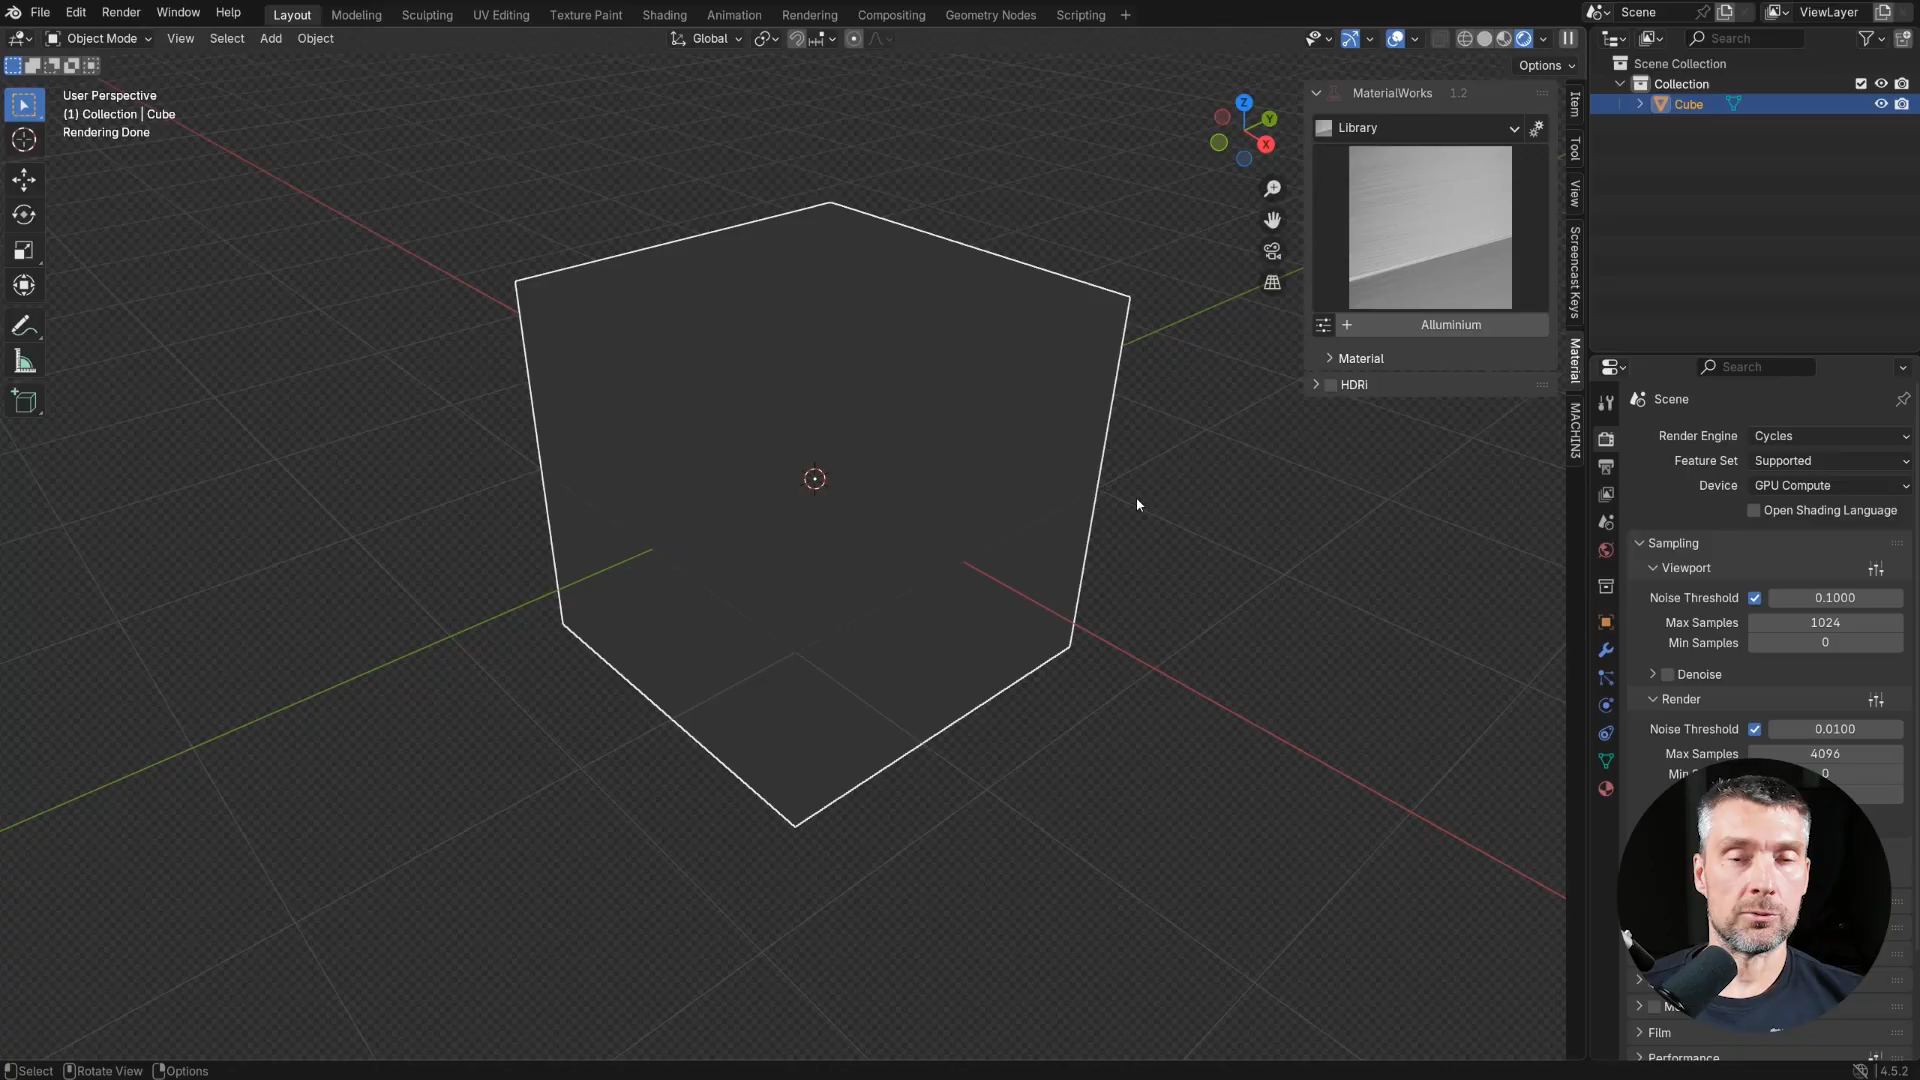 File Edit Render Window Help Layout Modeling Sculpting UV Editing Texture Paint Shading Animation Rendering Compositing Geometry Nodes Scripting + Scene ViewLayer
Object Mode View Select Add Object Global Search
Options
User Perspective
(1) Collection | Cube
Rendering Done
Z
Y
X
MaterialWorks 1.2
Library
Alluminium
Material
HDRi
Item
Tool
View
Screencast Keys
Material
MACHIN3
Scene Collection
Collection
Cube
Search
Scene
Render Engine Cycles
Feature Set Supported
Device GPU Compute
Open Shading Language
Sampling
Viewport
Noise Threshold 0.1000
Max Samples 1024
Min Samples 0
Denoise
Render
Noise Threshold 0.0100
Max Samples 4096
0
Film
Performance
Select Rotate View Options 4.5.2